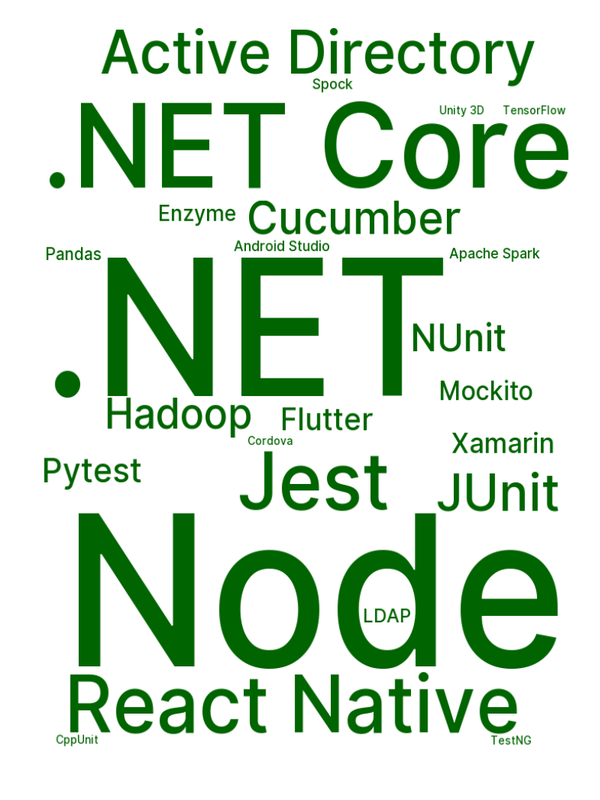 Active Directory
Spock
Unity 3D TensorFlow
.NET Core
Enzyme Cucumber
Android Studio
Pandas Apache Spark
.NET
NUnit
Mockito
Hadoop Flutter
Cordova
Xamarin
Pytest Jest JUnit
Node
LDAP
React Native
CppUnit TestNG